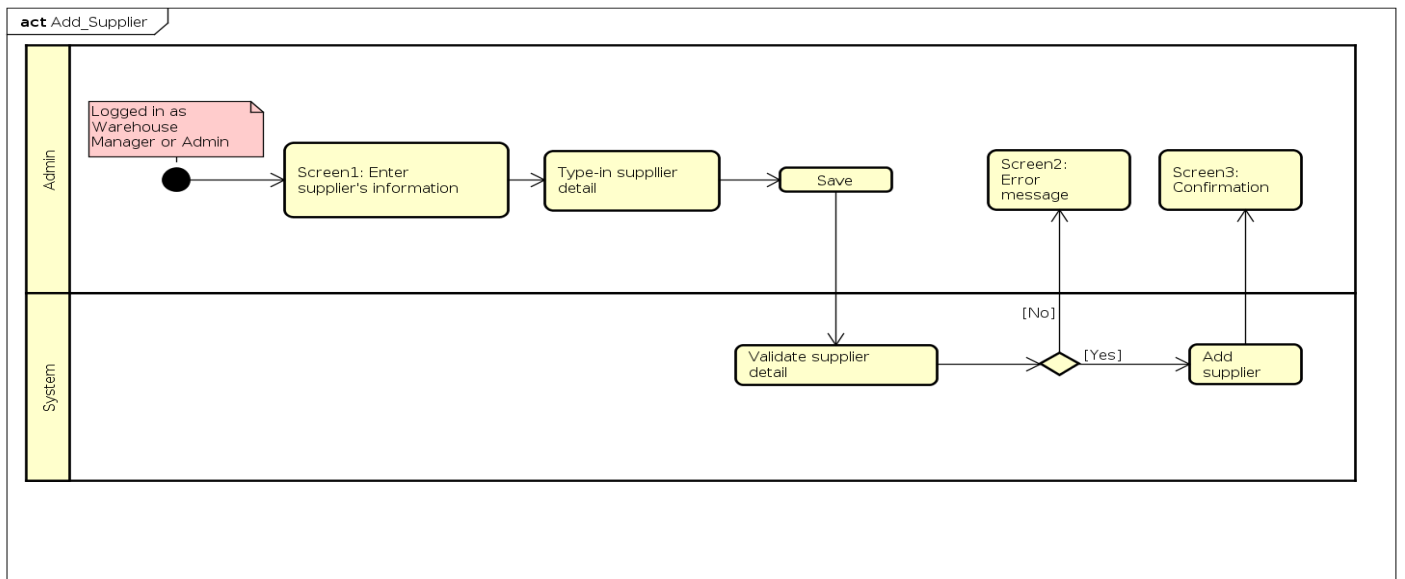 act Add_Supplier
Admin
Logged in as
Warehouse
Manager or Admin
Screen1: Enter
supplier's information
Type-in suppllier
detail
Save
Screen2:
Error
message
Screen3:
Confirmation
System
[No]
Validate supplier
detail
[Yes]
Add
supplier